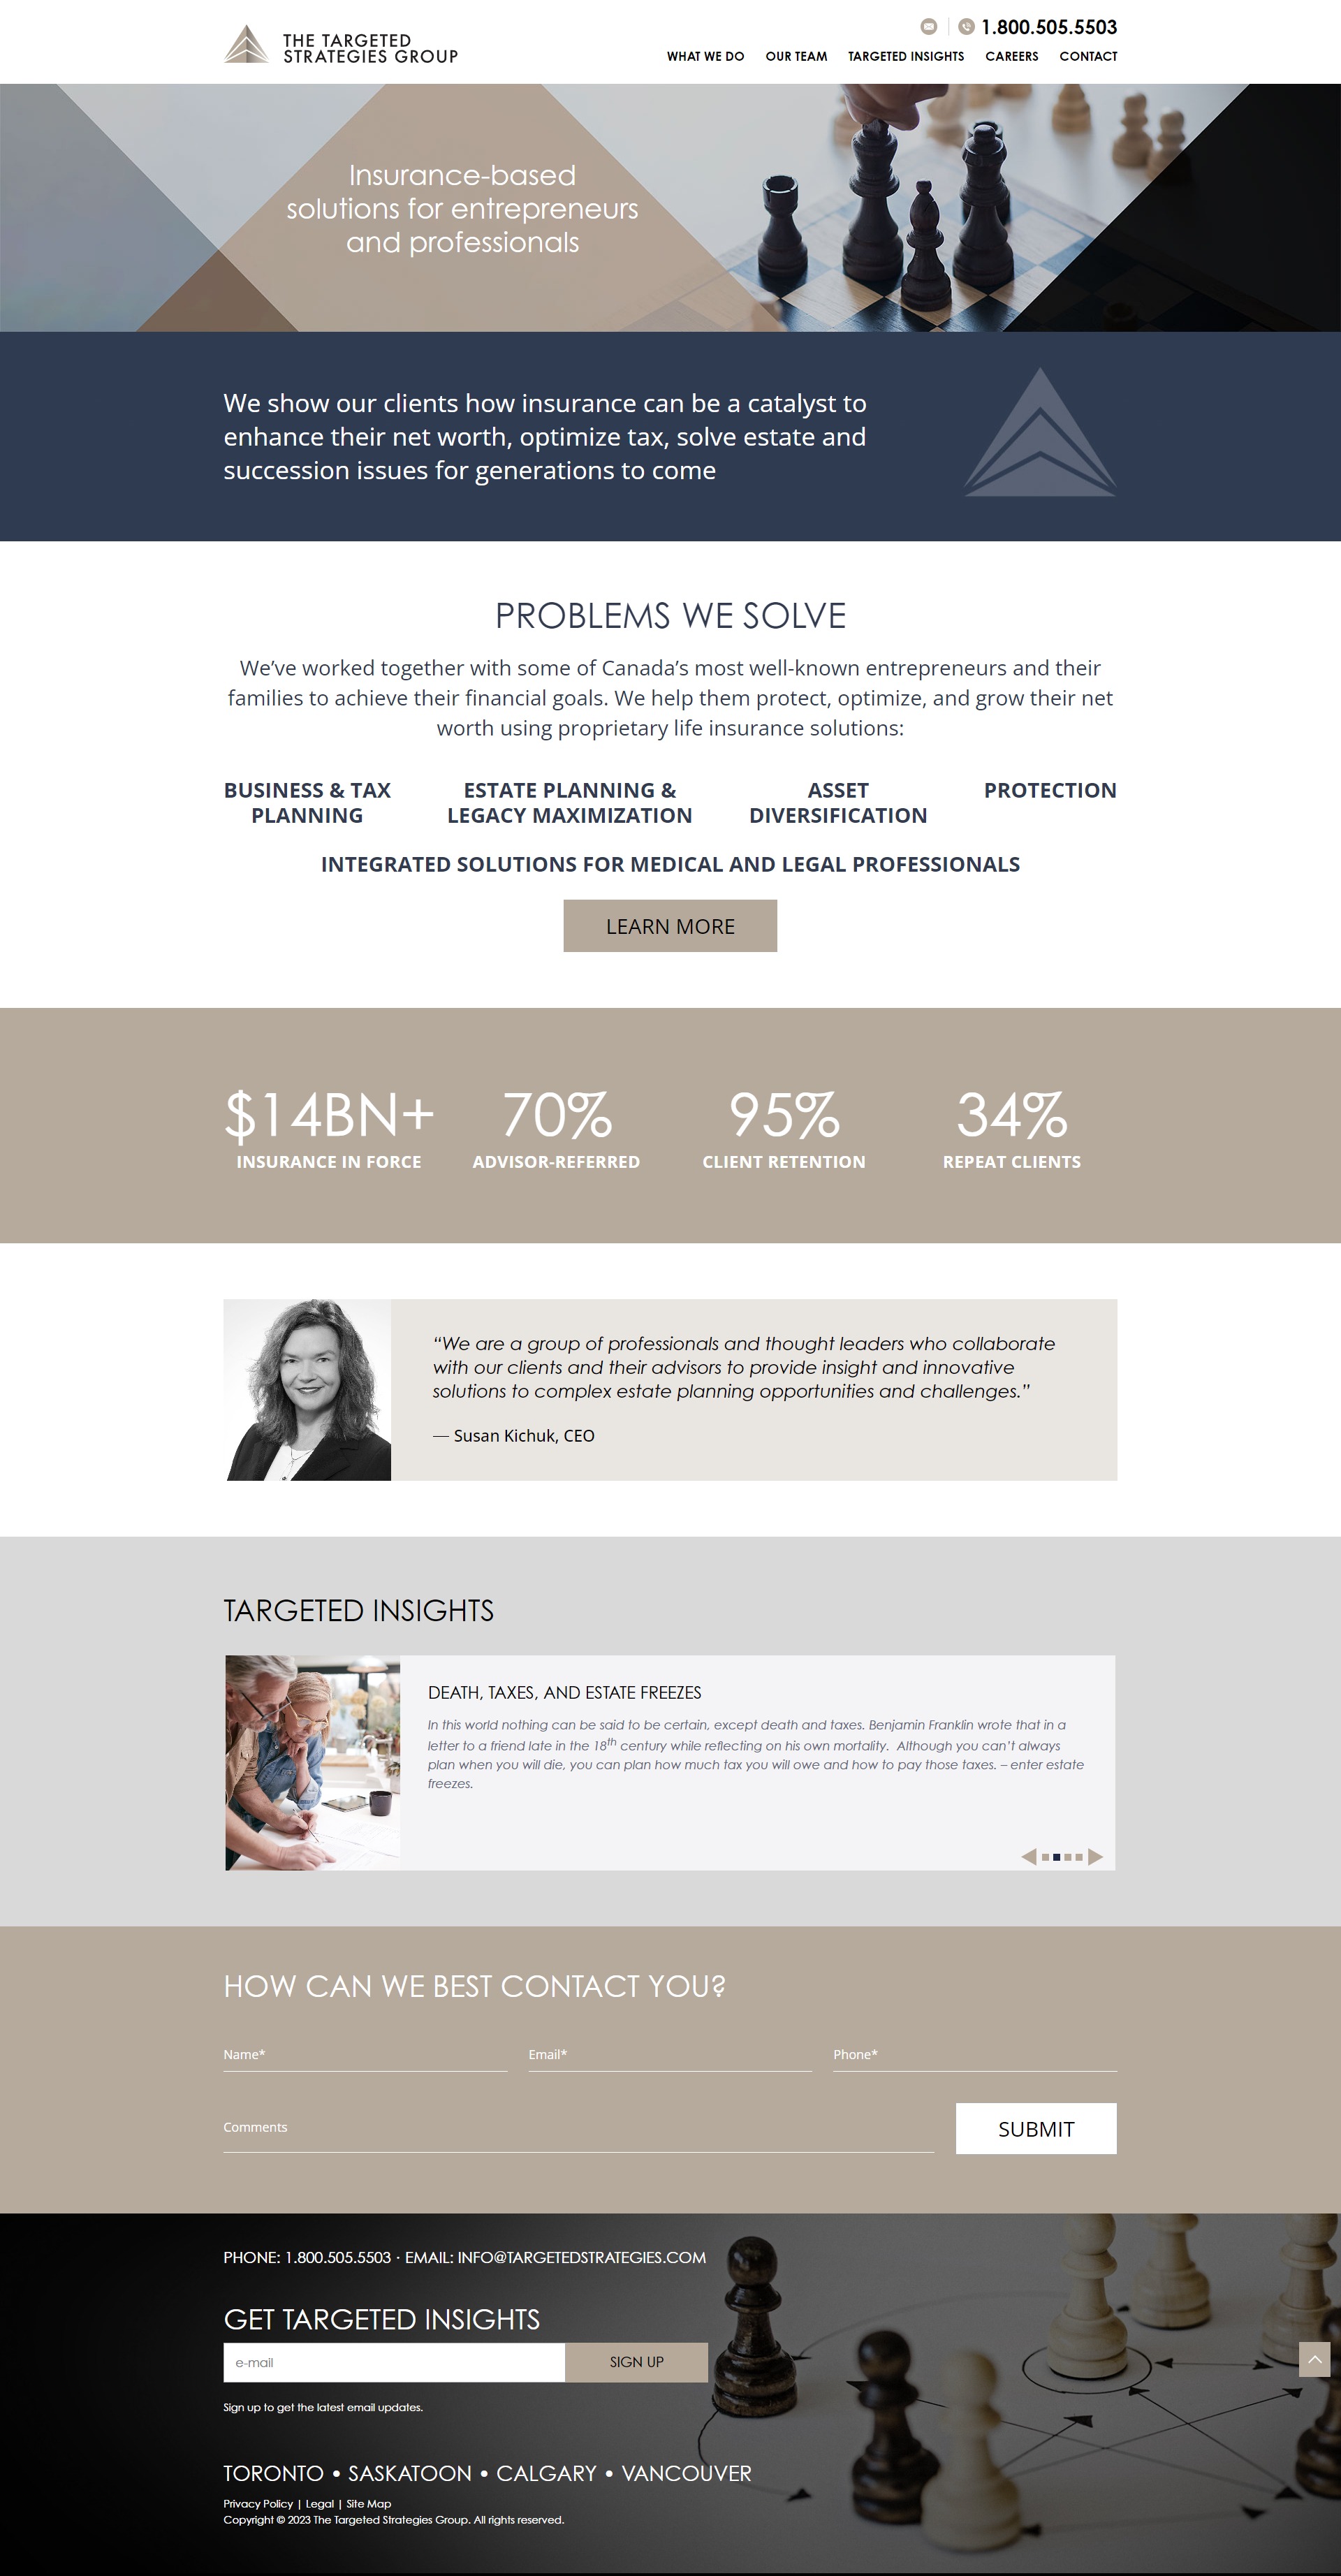 THE TARGETED
STRATEGIES GROUP
1.800.505.5503
WHAT WE DO OUR TEAM TARGETED INSIGHTS CAREERS CONTACT
Insurance-based
solutions for entrepreneurs
and professionals
We show our clients how insurance can be a catalyst to
enhance their net worth, optimize tax, solve estate and
succession issues for generations to come
PROBLEMS WE SOLVE
We’ve worked together with some of Canada’s most well-known entrepreneurs and their
families to achieve their financial goals. We help them protect, optimize, and grow their net
worth using proprietary life insurance solutions:
BUSINESS & TAX
PLANNING
ESTATE PLANNING &
LEGACY MAXIMIZATION
ASSET
DIVERSIFICATION
PROTECTION
INTEGRATED SOLUTIONS FOR MEDICAL AND LEGAL PROFESSIONALS
LEARN MORE
$14BN+
INSURANCE IN FORCE
70%
ADVISOR-REFERRED
95%
CLIENT RETENTION
34%
REPEAT CLIENTS
“We are a group of professionals and thought leaders who collaborate
with our clients and their advisors to provide insight and innovative
solutions to complex estate planning opportunities and challenges.”
— Susan Kichuk, CEO
TARGETED INSIGHTS
DEATH, TAXES, AND ESTATE FREEZES
In this world nothing can be said to be certain, except death and taxes. Benjamin Franklin wrote that in a
letter to a friend late in the 18th century while reflecting on his own mortality. Although you can’t always
plan when you will die, you can plan how much tax you will owe and how to pay those taxes. – enter estate
freezes.
HOW CAN WE BEST CONTACT YOU?
Name* Email* Phone*
Comments
SUBMIT
PHONE: 1.800.505.5503 · EMAIL: INFO@TARGETEDSTRATEGIES.COM
GET TARGETED INSIGHTS
e-mail
SIGN UP
Sign up to get the latest email updates.
TORONTO • SASKATOON • CALGARY • VANCOUVER
Privacy Policy | Legal | Site Map
Copyright © 2023 The Targeted Strategies Group. All rights reserved.